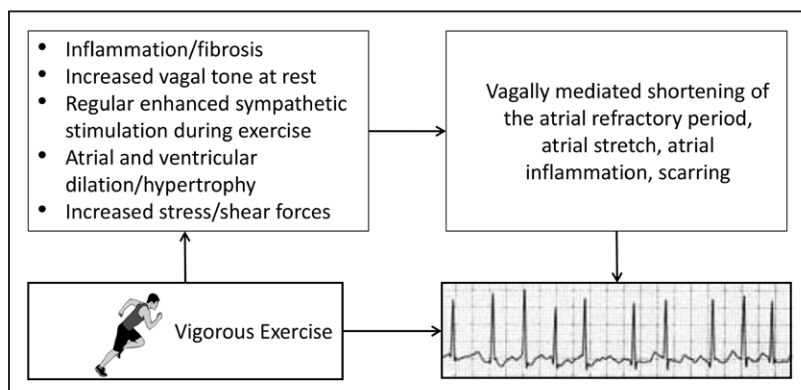 • Inflammation/fibrosis
• Increased vagal tone at rest
• Regular enhanced sympathetic
stimulation during exercise
• Atrial and ventricular
dilation/hypertrophy
• Increased stress/shear forces
Vagally mediated shortening of
the atrial refractory period,
atrial stretch, atrial
inflammation, scarring
Vigorous Exercise